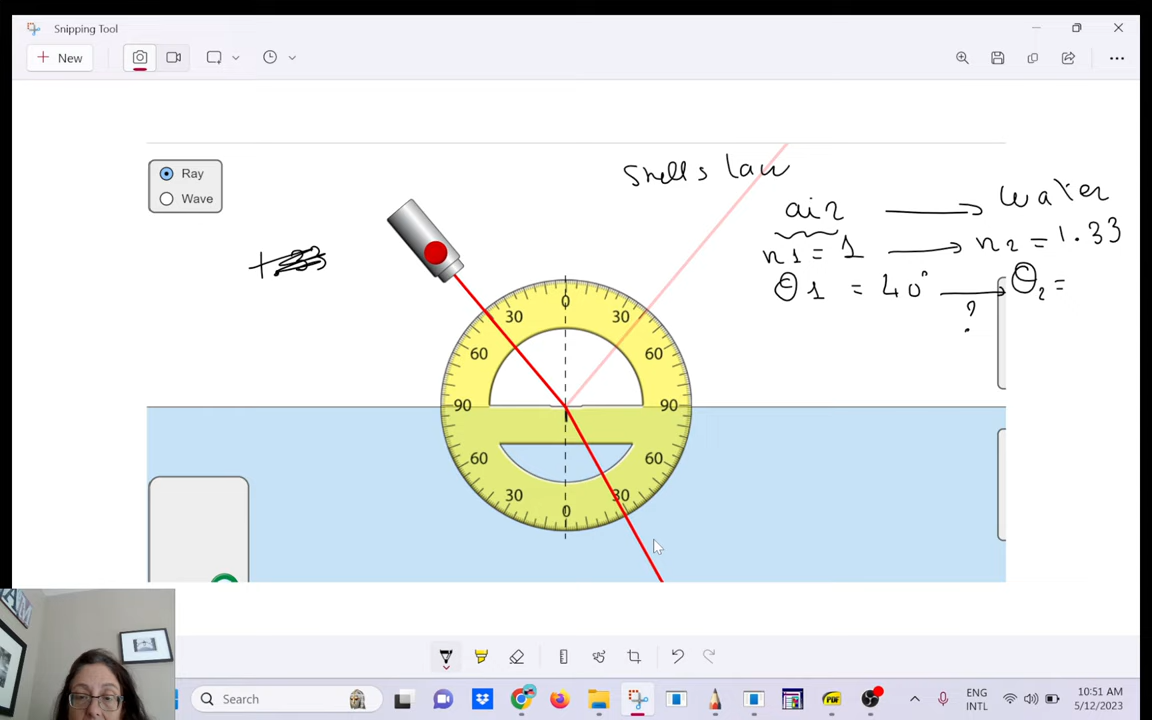 Snipping Tool
New
Ray
Wave
Snells law
air → water
n1 = 1 → n2 = 1.33
θ1 = 40° → θ2 =
?
0
30 30
60 60
90 90
60 60
30 30
0
Search
ENG
INTL
10:51 AM
5/12/2023